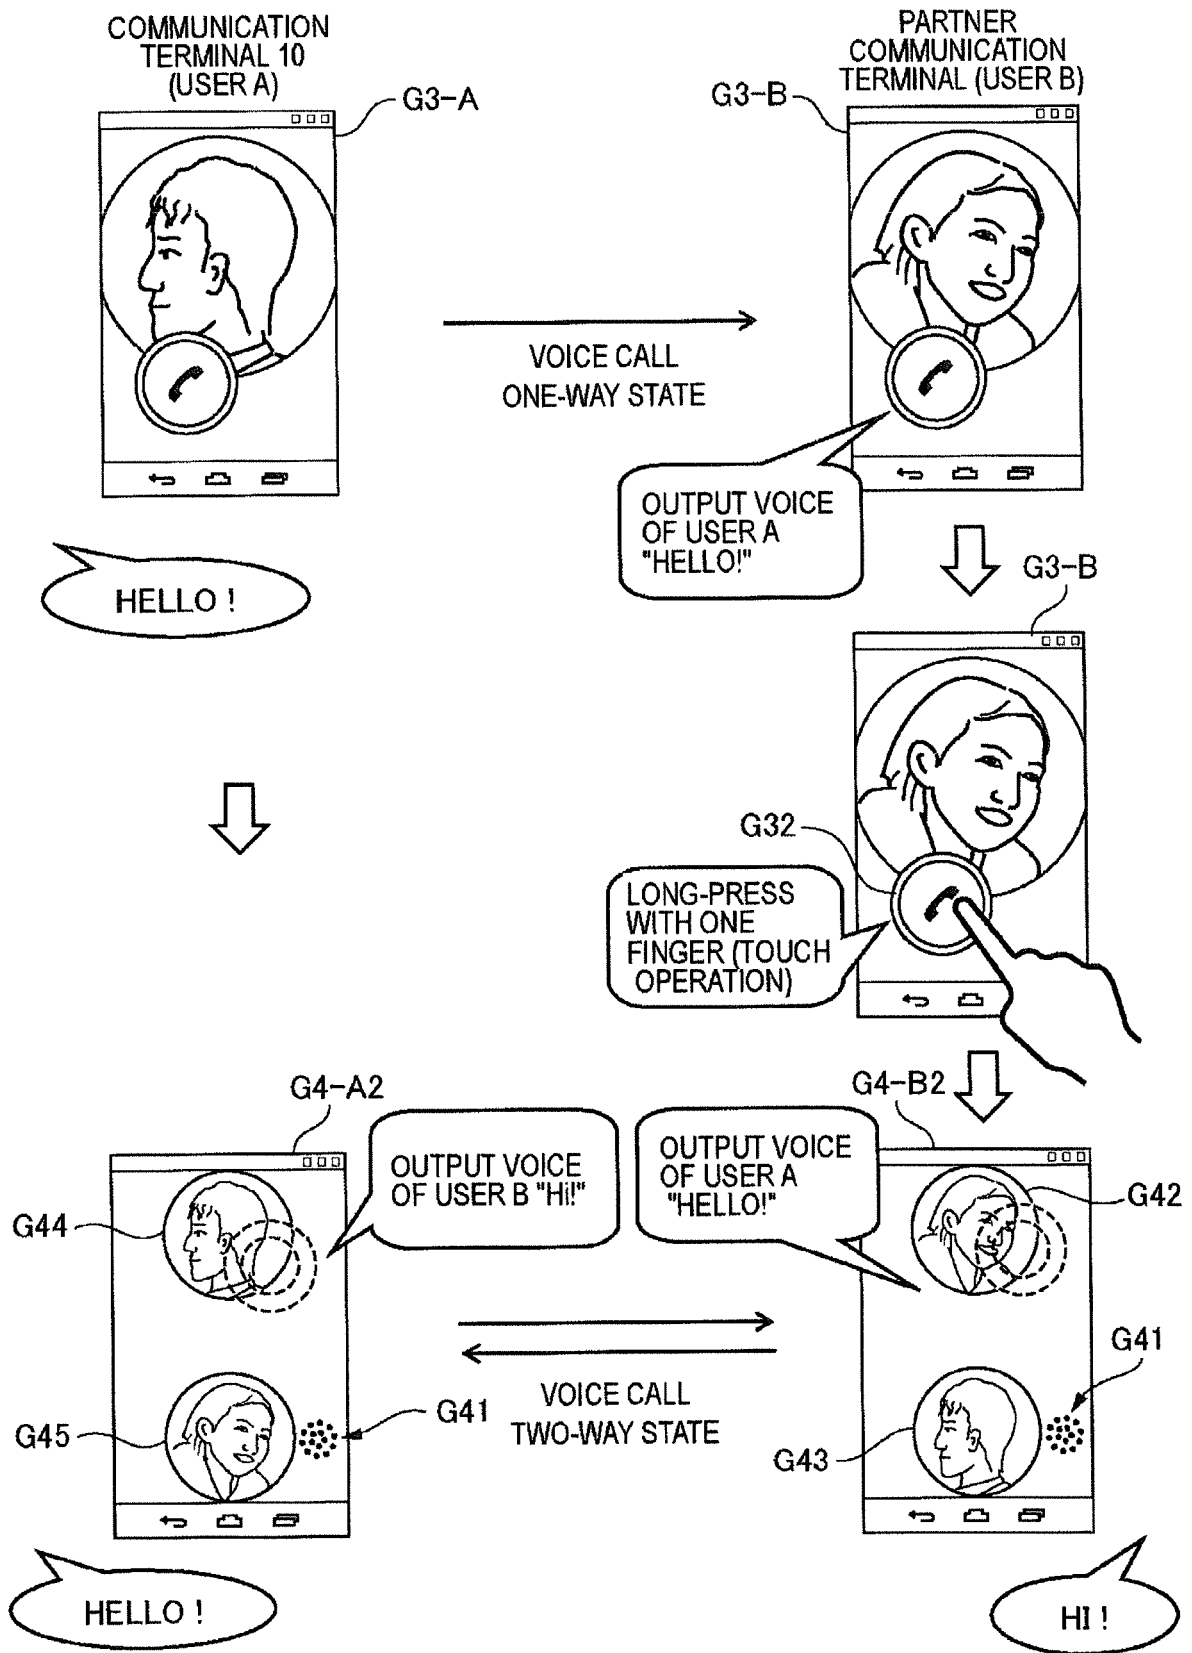 COMMUNICATION
TERMINAL 10
(USER A)
PARTNER
COMMUNICATION
TERMINAL (USER B)
G3-A
G3-B
VOICE CALL
ONE-WAY STATE
OUTPUT VOICE
OF USER A
"HELLO!"
HELLO !
G3-B
G32
LONG-PRESS
WITH ONE
FINGER (TOUCH
OPERATION)
G4-A2
G4-B2
OUTPUT VOICE
OF USER B "Hi!"
OUTPUT VOICE
OF USER A
"HELLO!"
G44
G42
G41
VOICE CALL
TWO-WAY STATE
G45
G41
G43
HELLO !
HI !